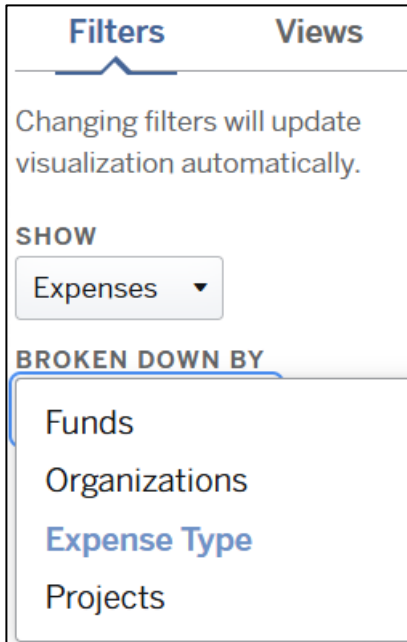 Filters Views
Changing filters will update
visualization automatically.
SHOW
Expenses
BROKEN DOWN BY
Funds
Organizations
Expense Type
Projects